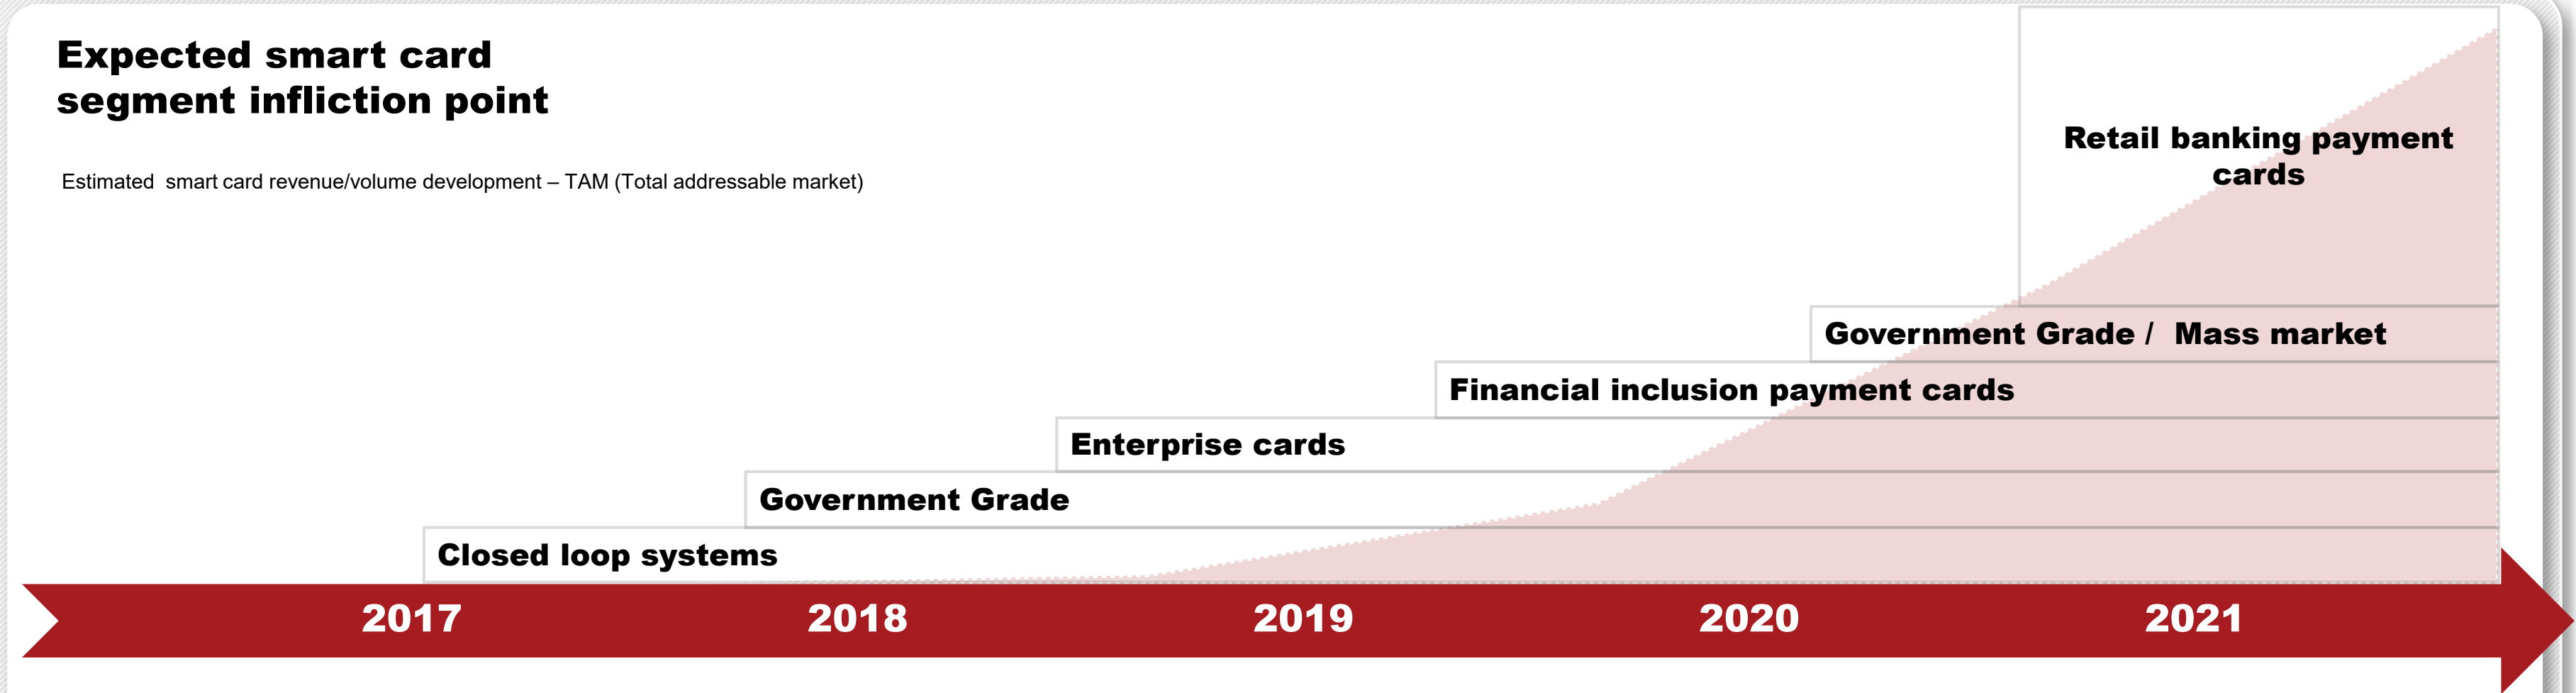 Expected smart card
segment infliction point
Estimated  smart card revenue/volume development – TAM (Total addressable market)
Retail banking payment
cards
Government Grade /  Mass market
Financial inclusion payment cards
Enterprise cards
Government Grade
Closed loop systems
2017 2018 2019 2020 2021